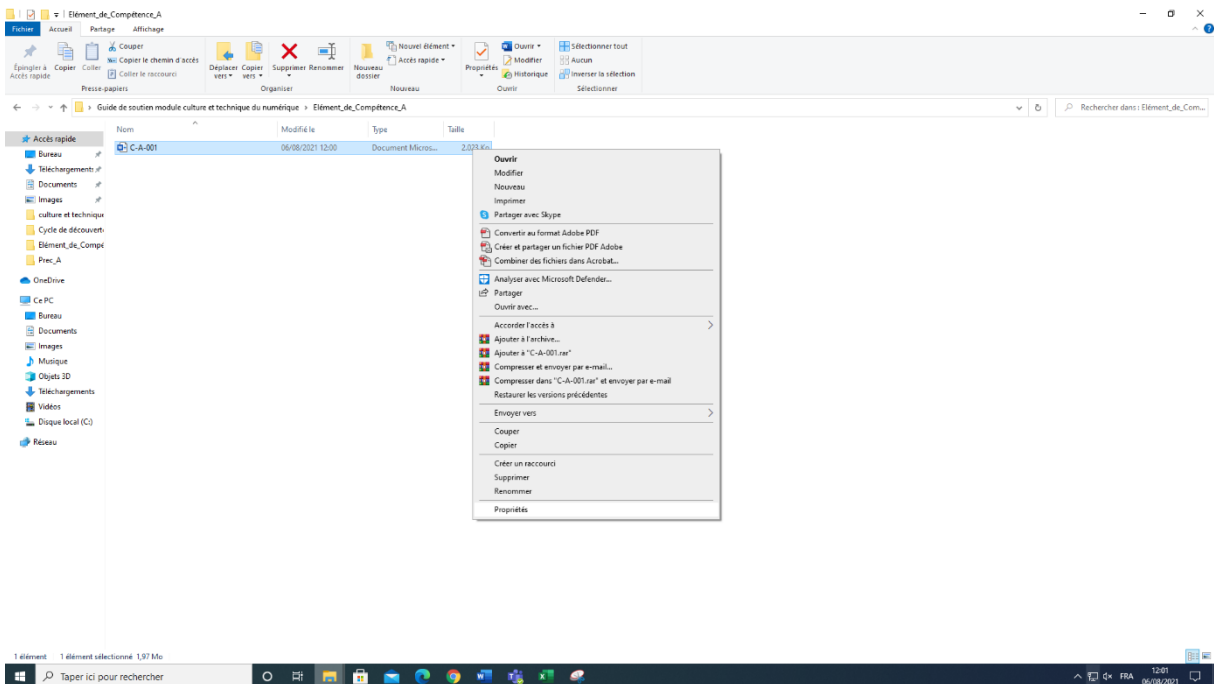 Elément_de_Compétence_A
Fichier Accueil Partage Affichage
Épingler à Accès rapide
Copier
Coller
Couper
Copier le chemin d'accès
Coller le raccourci
Presse-papiers
Déplacer vers
Copier vers
Supprimer
Renommer
Organiser
Nouveau dossier
Nouvel élément
Accès rapide
Nouveau
Propriétés
Ouvrir
Modifier
Historique
Ouvrir
Sélectionner tout
Aucun
Inverser la sélection
Sélectionner
Guide de soutien module culture et technique du numérique > Elément_de_Compétence_A
Rechercher dans : Elément_de_Com...
Accès rapide
Bureau
Téléchargements
Documents
Images
culture et technique
Cycle de découverte
Elément_de_Compé
Prec_A
OneDrive
Ce PC
Bureau
Documents
Images
Musique
Objets 3D
Téléchargements
Vidéos
Disque local (C:)
Réseau
Nom Modifié le Type Taille
C-A-001 06/08/2021 12:00 Document Micros... 2 023 Ko
Ouvrir
Modifier
Nouveau
Imprimer
Partager avec Skype
Convertir au format Adobe PDF
Créer et partager un fichier PDF Adobe
Combiner des fichiers dans Acrobat...
Analyser avec Microsoft Defender...
Partager
Ouvrir avec...
Accorder l'accès à
Ajouter à l'archive...
Ajouter à "C-A-001.rar"
Compresser et envoyer par e-mail...
Compresser dans "C-A-001.rar" et envoyer par e-mail
Restaurer les versions précédentes
Envoyer vers
Couper
Copier
Créer un raccourci
Supprimer
Renommer
Propriétés
1 élément 1 élément sélectionné 1,97 Mo
Taper ici pour rechercher
FRA
12:01
06/08/2021